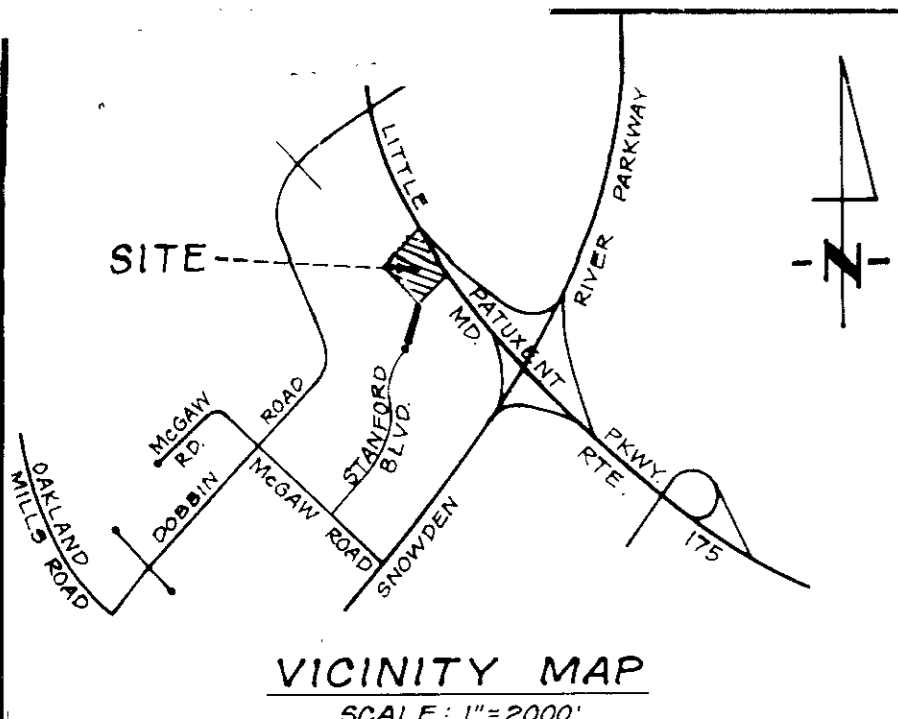 LITTLE
PATUXENT
PKWY.
MD.
RTE.
175
SNOWDEN
RIVER PARKWAY
SITE
-N-
STANFORD
BLVD.
McGAW
RD.
DOBBIN ROAD
McGAW ROAD
OAKLAND
MILLS ROAD
VICINITY MAP
SCALE: 1"=2000'